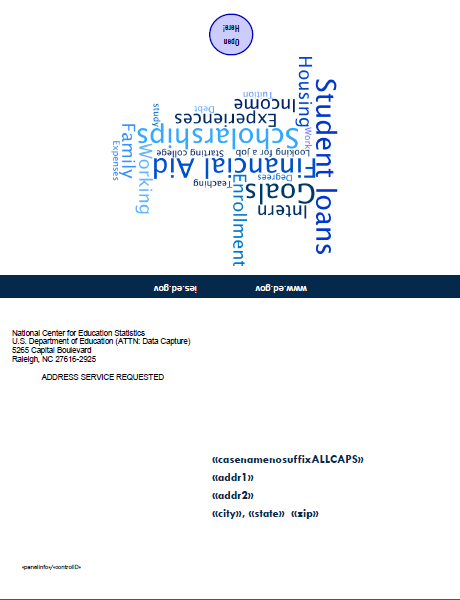 Open
Here!
Tuition
Housing
Income
Debt
Student loans
Experiences
study
Work
Scholarships
Family
Expenses
Working
Looking for a job
Starting college
Financial Aid
Degrees
Teaching
Goals
Enrollment
Intern
www.ed.gov
ies.ed.gov
National Center for Education Statistics
U.S. Department of Education (ATTN: Data Capture)
5265 Capital Boulevard
Raleigh, NC 27616-2925
ADDRESS SERVICE REQUESTED
«casenamenosuffixALLCAPS»
«addr1»
«addr2»
«city», «state» «zip»
«panelinfo»/«controlID»